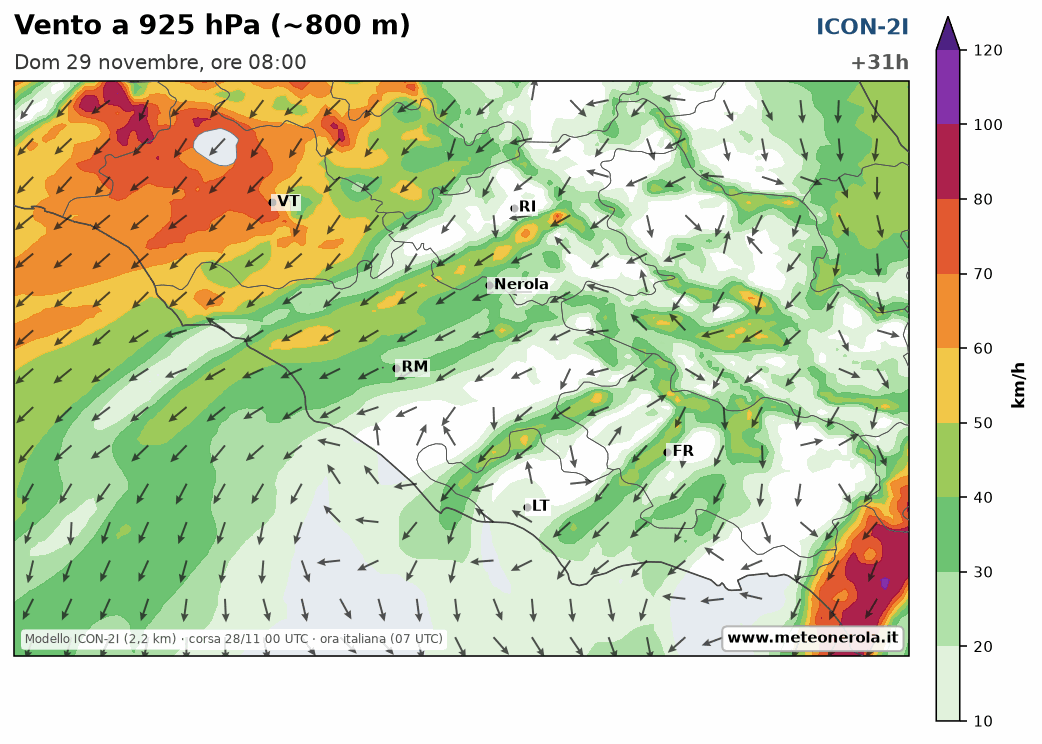 Vento a 925 hPa (~800 m)
ICON-2I
Dom 29 novembre, ore 08:00
+31h
VT
RI
Nerola
RM
FR
LT
Modello ICON-2I (2,2 km) · corsa 28/11 00 UTC · ora italiana (07 UTC)
www.meteonerola.it
120
100
80
70
60
50
40
30
20
10
km/h